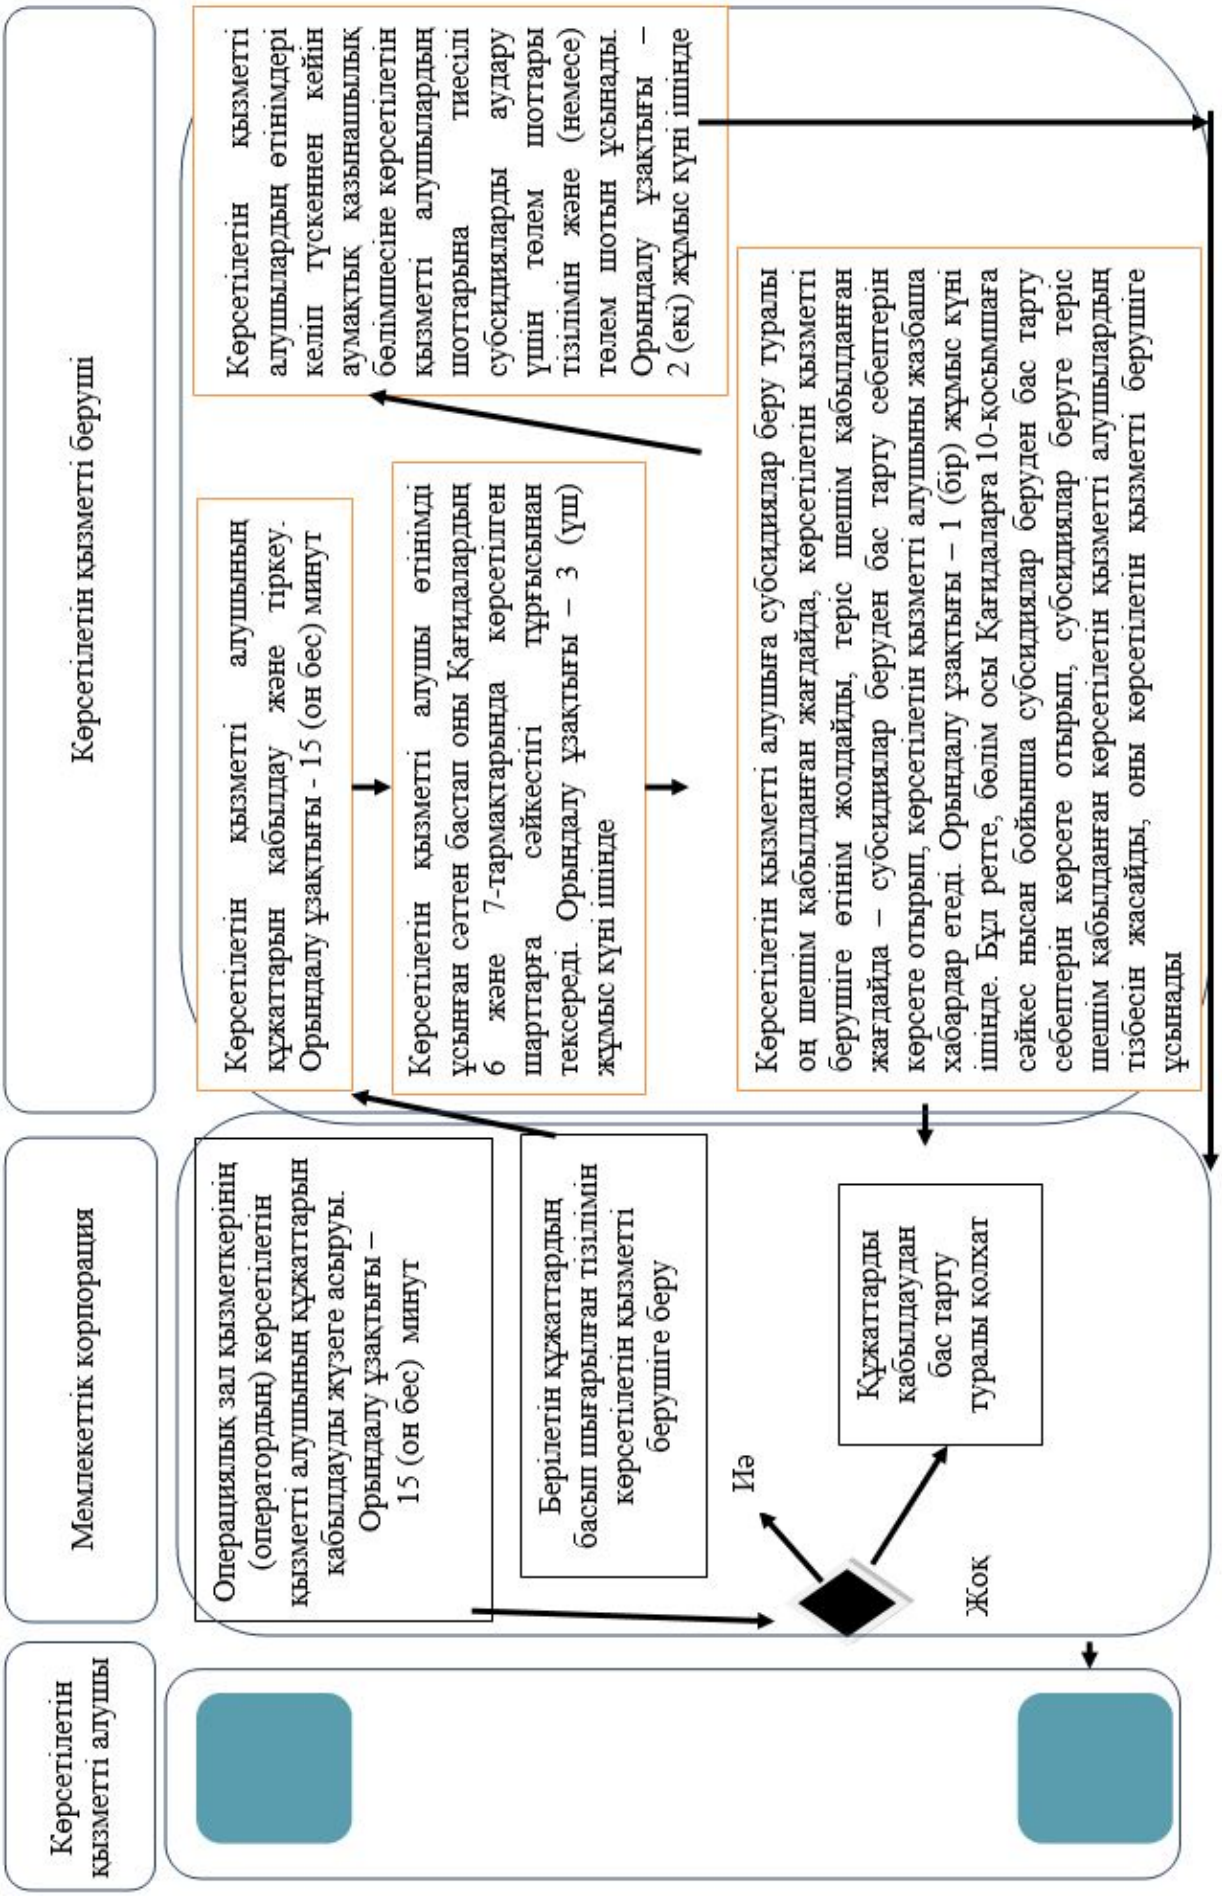 Көрсетілетін
қызметті алушы
Мемлекеттік корпорация
Көрсетілетін қызметті беруші
Операциялық зал қызметкерінің
(оператордың) көрсетілетін
қызметті алушының құжаттарын
қабылдауды жүзеге асыруы.
Орындалу ұзақтығы –
15 (он бес) минут
Берілетін құжаттардың
басып шығарылған тізілімін
көрсетілетін қызметті
берушіге беру
Иә
Жоқ
Құжаттарды
қабылдаудан
бас тарту
туралы қолхат
Көрсетілетін қызметті алушының
құжаттарын қабылдау және тіркеу.
Орындалу ұзақтығы - 15 (он бес) минут
Көрсетілетін қызметті алушы өтінімді
ұсынған сәттен бастап оны Қағидалардың
6 және 7-тармақтарында көрсетілген
шарттарға сәйкестігі тұрғысынан
тексереді. Орындалу ұзақтығы – 3 (үш)
жұмыс күні ішінде
Көрсетілетін қызметті алушыға субсидиялар беру туралы
оң шешім қабылданған жағдайда, көрсетілетін қызметті
берушіге өтінім жолдайды, теріс шешім қабылданған
жағдайда – субсидиялар беруден бас тарту себептерін
көрсете отырып, көрсетілетін қызметті алушыны жазбаша
хабардар етеді. Орындалу ұзақтығы – 1 (бір) жұмыс күні
ішінде. Бұл ретте, бөлім осы Қағидаларға 10-қосымшаға
сәйкес нысан бойынша субсидиялар беруден бас тарту
себептерін көрсете отырып, субсидиялар беруге теріс
шешім қабылданған көрсетілетін қызметті алушылардың
тізбесін жасайды, оны көрсетілетін қызметті берушіге
ұсынады
Көрсетілетін қызметті
алушылардың өтінімдері
келіп түскеннен кейін
аумақтық қазынашылық
бөлімшесіне көрсетілетін
қызметті алушылардың
шоттарына тиесілі
субсидияларды аудару
үшін төлем шоттары
тізілімін және (немесе)
төлем шотын ұсынады.
Орындалу ұзақтығы –
2 (екі) жұмыс күні ішінде